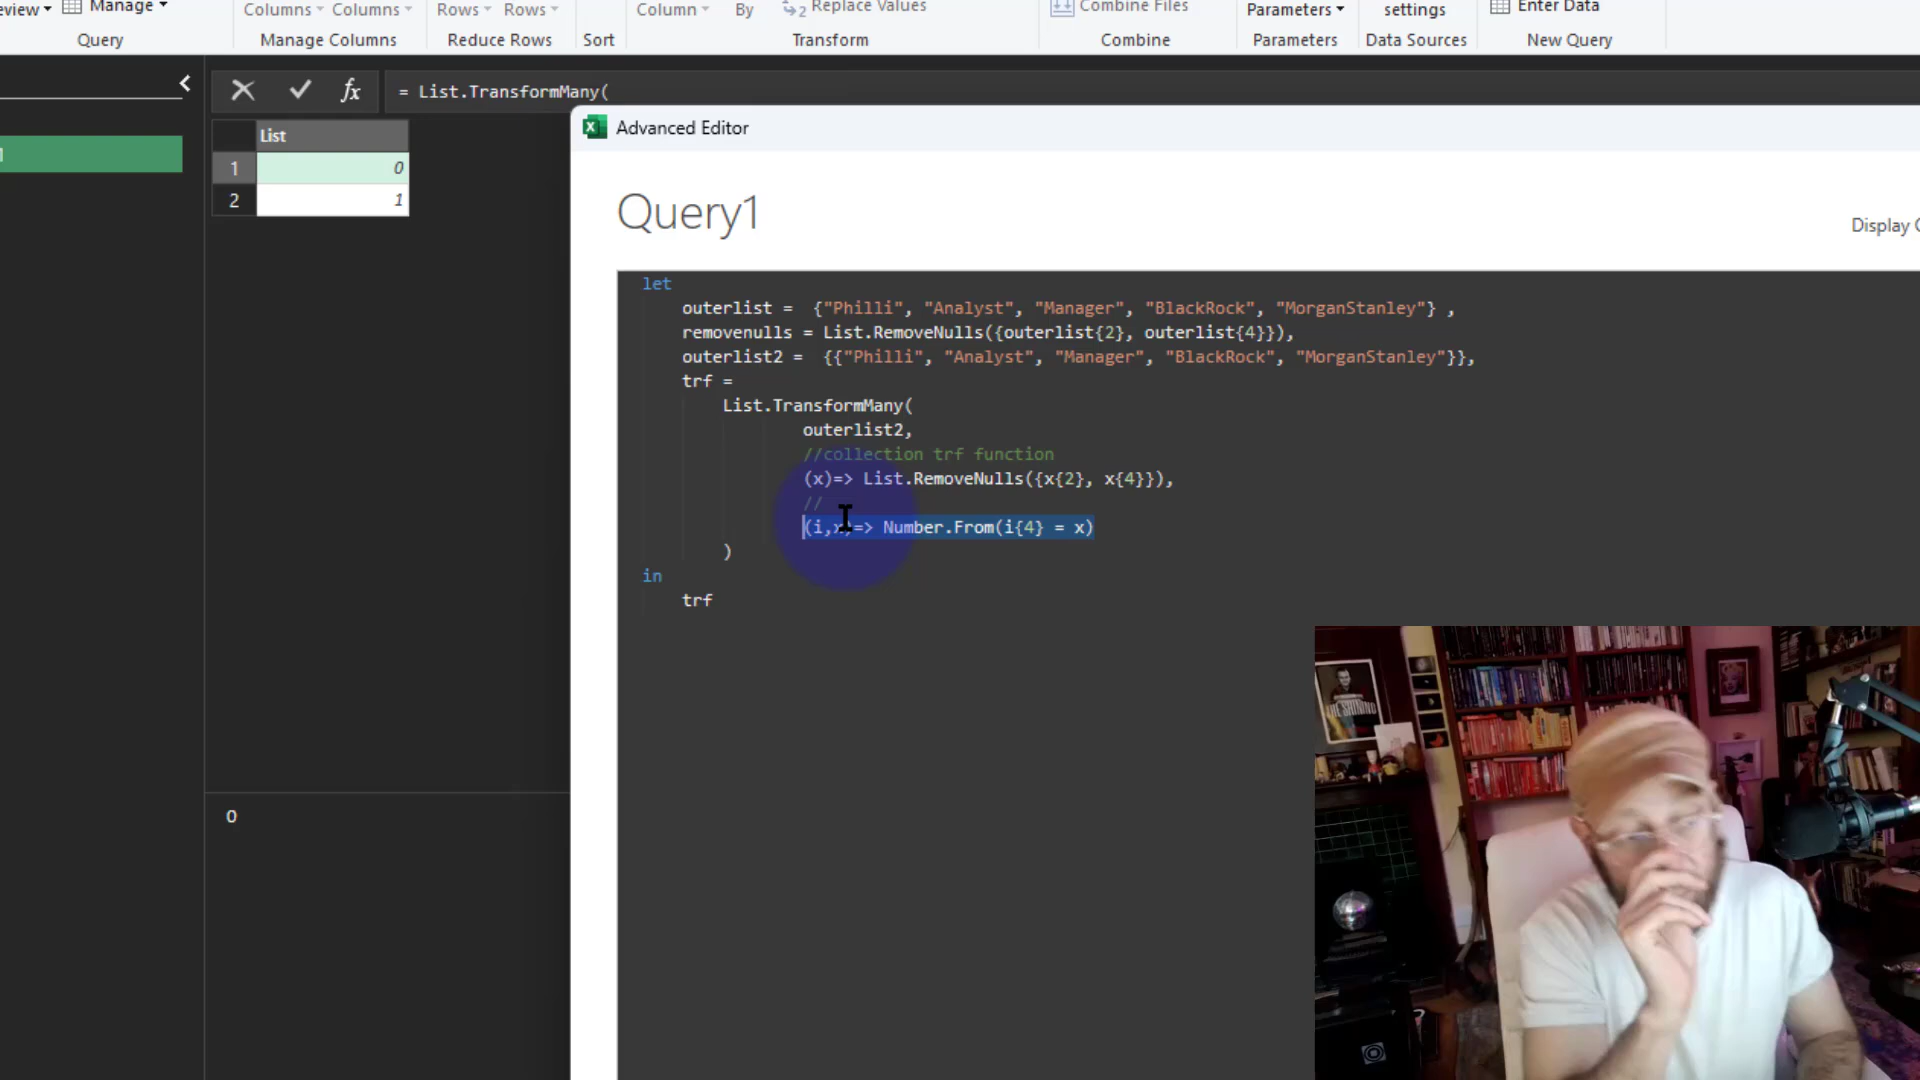 Manage
Query
Columns Columns
Manage Columns
Rows Rows
Reduce Rows
Sort
Column By Replace Values
Transform
Combine Files
Combine
Parameters
Parameters
settings
Data Sources
Enter Data
New Query
fx = List.TransformMany(
List
1 0
2 1
0
Advanced Editor
Query1
Display
let
outerlist = {"Philli", "Analyst", "Manager", "BlackRock", "MorganStanley"} ,
removenulls = List.RemoveNulls({outerlist{2}, outerlist{4}}),
outerlist2 = {{"Philli", "Analyst", "Manager", "BlackRock", "MorganStanley"}},
trf =
List.TransformMany(
outerlist2,
//collection trf function
(x)=> List.RemoveNulls({x{2}, x{4}}),
//
(i,x)=> Number.From(i{4} = x)
)
in
trf
THE SHINING